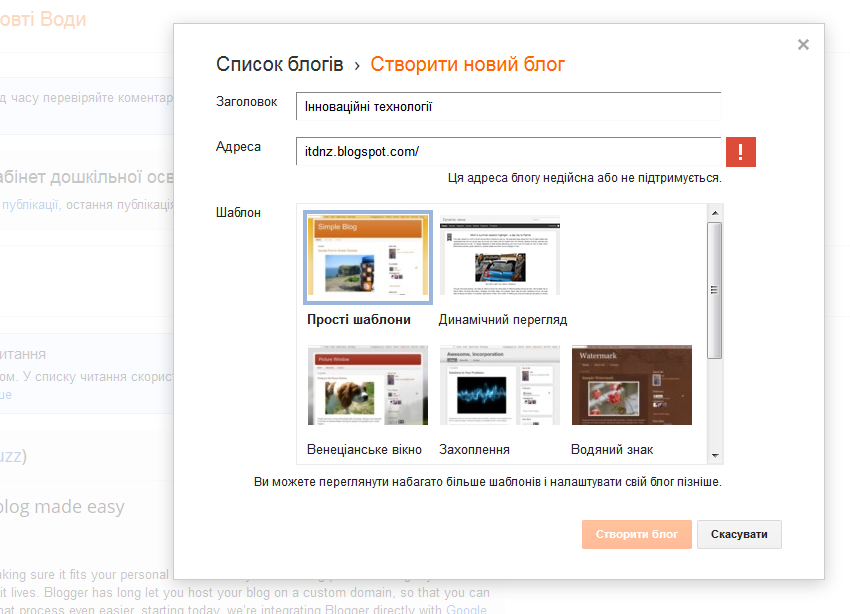 овті Води
Список блогів › Створити новий блог
Заголовок
Інноваційні технології
д часу перевіряйте коментар
Адреса
itdnz.blogspot.com/
!
Ця адреса блогу недійсна або не підтримується.
абінет дошкільної осв
публікації, остання публікація
Шаблон
Simple Blog
Прості шаблони
Динамічний перегляд
Picture Window
Awesome, Incorporation
Watermark
итання
ом. У списку читання скорист
ше
Венеціанське вікно
Захоплення
Водяний знак
uzz)
Ви можете переглянути набагато більше шаблонів і налаштувати свій блог пізніше.
blog made easy
Створити блог
Скасувати
king sure it fits your personal
it lives. Blogger has long let you host your blog on a custom domain, so that you can
hat process even easier, starting today, we're integrating Blogger directly with Google